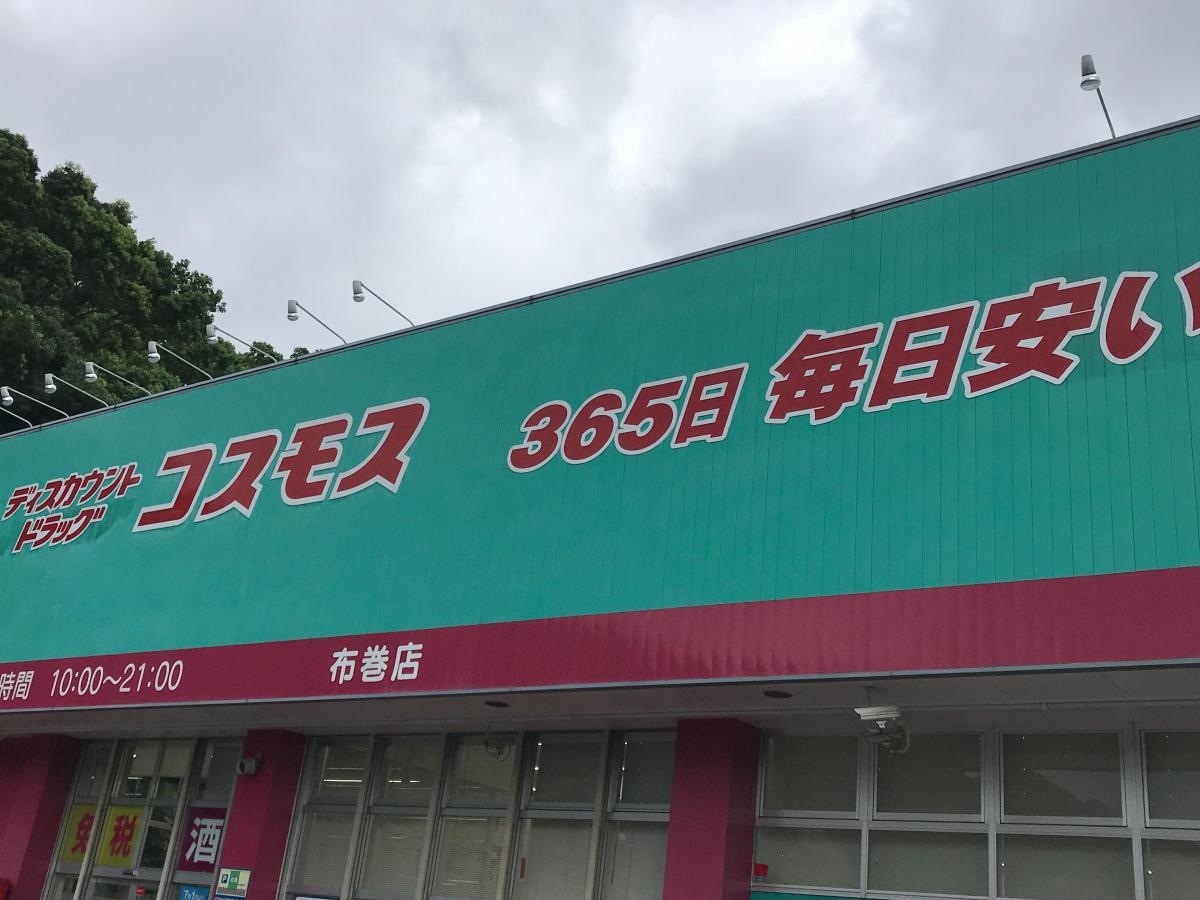 ディスカウント
ドラッグ
コスモス
365日
毎日安い
時間 10:00~21:00
布巻店
免税
酒